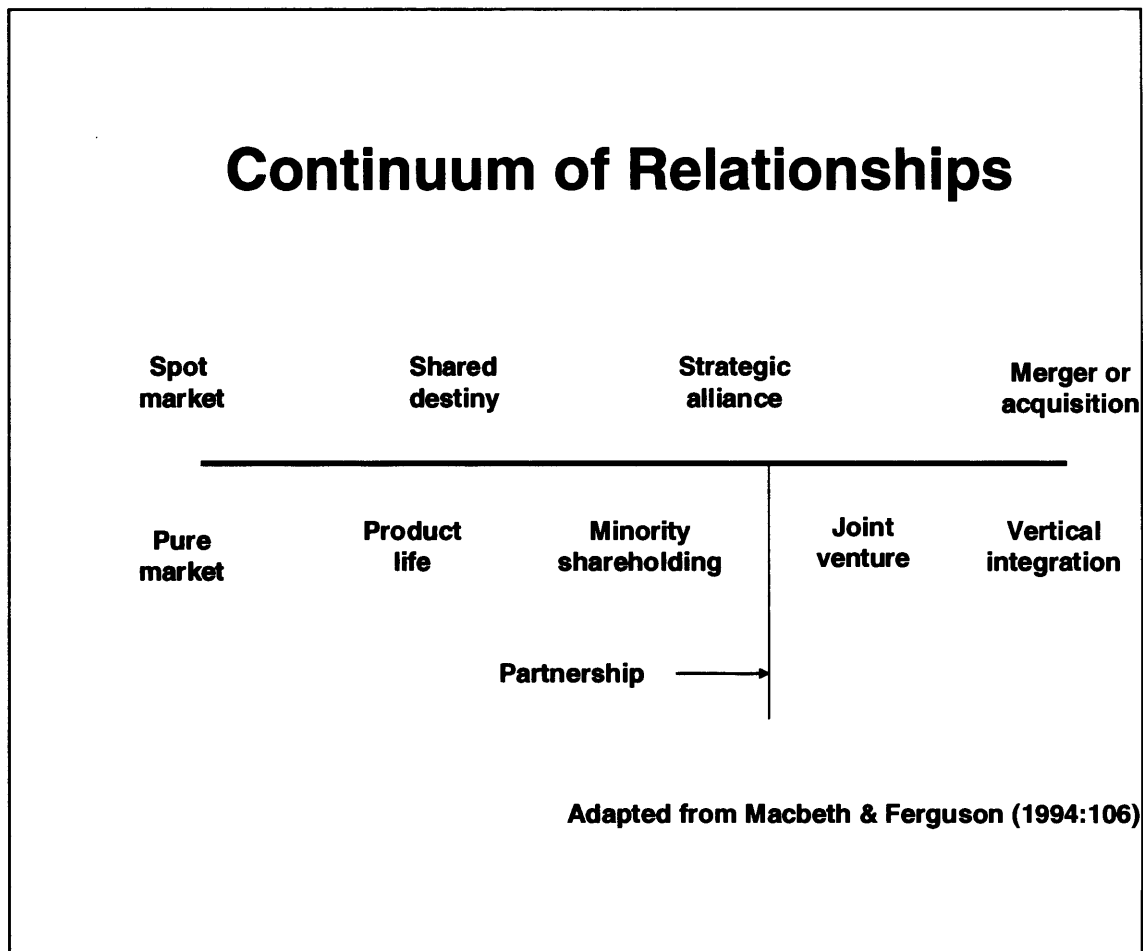 Continuum of Relationships
Spot
market
Shared
destiny
Strategic
alliance
Merger or
acquisition
Pure
market
Product
life
Minority
shareholding
Joint
venture
Vertical
integration
Partnership
Adapted from Macbeth & Ferguson (1994:106)